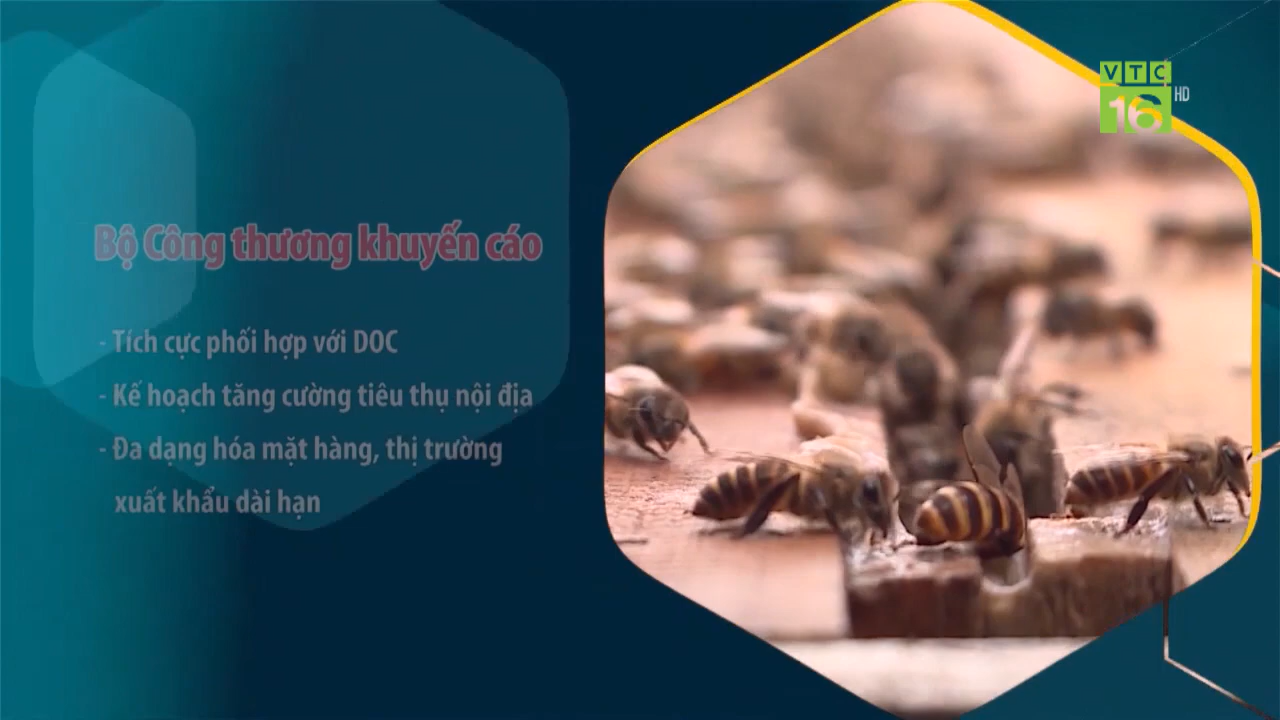 VTC
16 HD
Bộ Công thương khuyến cáo
- Tích cực phối hợp với DOC
- Kế hoạch tăng cường tiêu thụ nội địa
- Đa dạng hóa mặt hàng, thị trường
xuất khẩu dài hạn